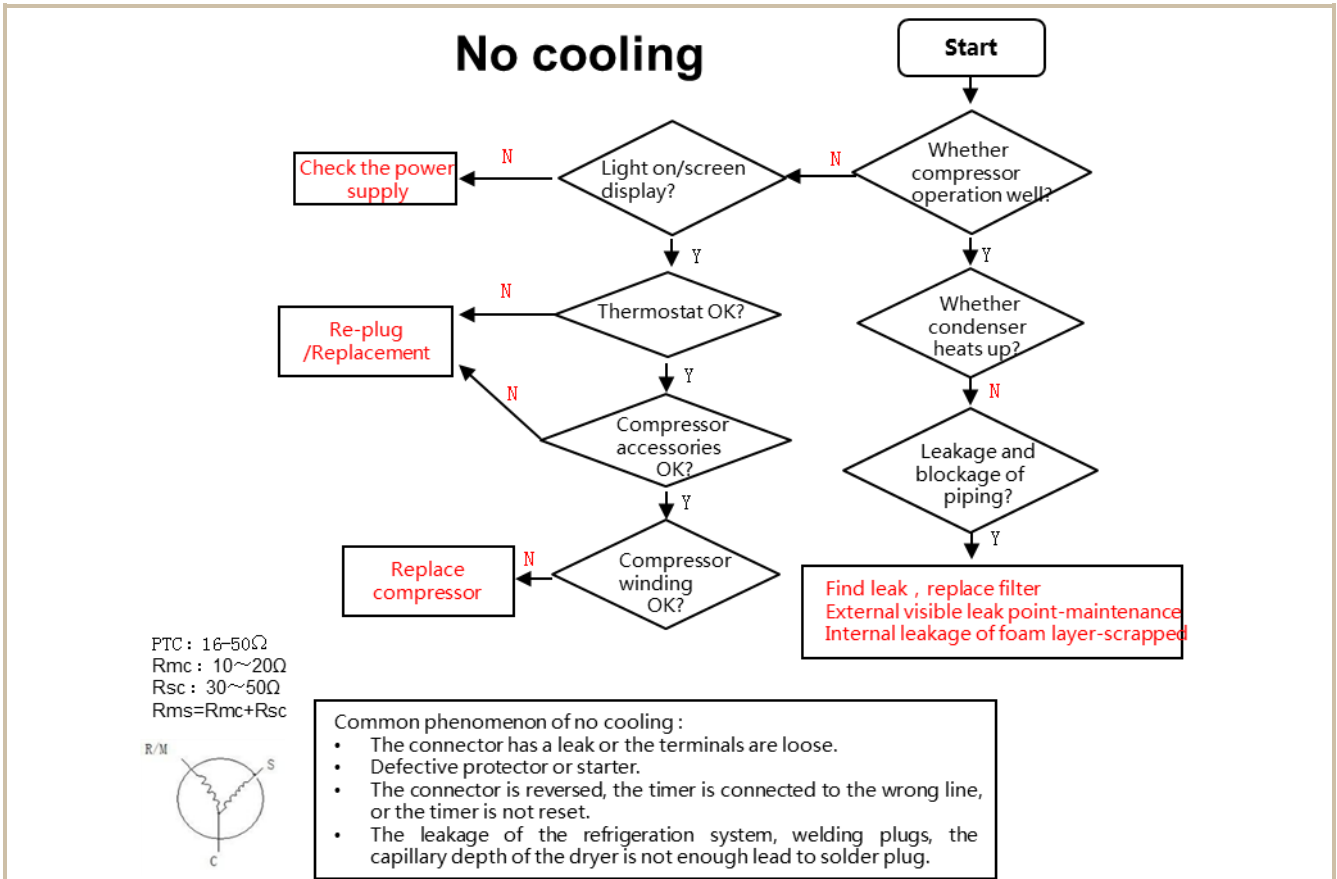 No cooling
Start
Whether
compressor
operation well?
N
Light on/screen
display?
N
Check the power
supply
Y
Y
Thermostat OK?
N
Re-plug
/Replacement
Whether
condenser
heats up?
Y
N
Compressor
accessories
OK?
N
Leakage and
blockage of
piping?
Y
Y
Compressor
winding
OK?
N
Replace
compressor
Find leak , replace filter
External visible leak point-maintenance
Internal leakage of foam layer-scrapped
PTC: 16-50Ω
Rmc: 10～20Ω
Rsc: 30～50Ω
Rms=Rmc+Rsc
R/M
S
C
Common phenomenon of no cooling :
• The connector has a leak or the terminals are loose.
• Defective protector or starter.
• The connector is reversed, the timer is connected to the wrong line,
or the timer is not reset.
• The leakage of the refrigeration system, welding plugs, the
capillary depth of the dryer is not enough lead to solder plug.